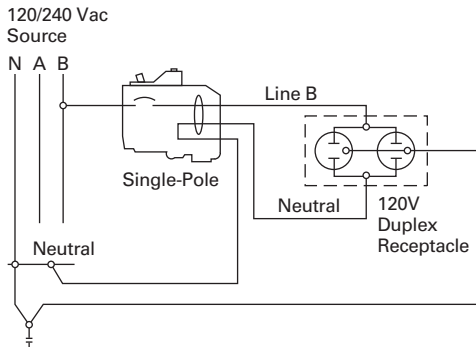 120/240 Vac
Source
N A B
Line B
Single-Pole
Neutral
120V
Duplex
Receptacle
Neutral